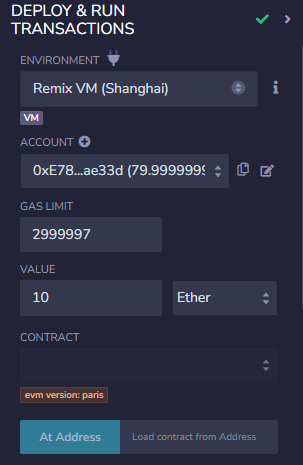 DEPLOY & RUN
TRANSACTIONS
ENVIRONMENT
Remix VM (Shanghai)
VM
ACCOUNT
0xE78...ae33d (79.9999999
GAS LIMIT
2999997
VALUE
10
Ether
CONTRACT
evm version: paris
At Address
Load contract from Address